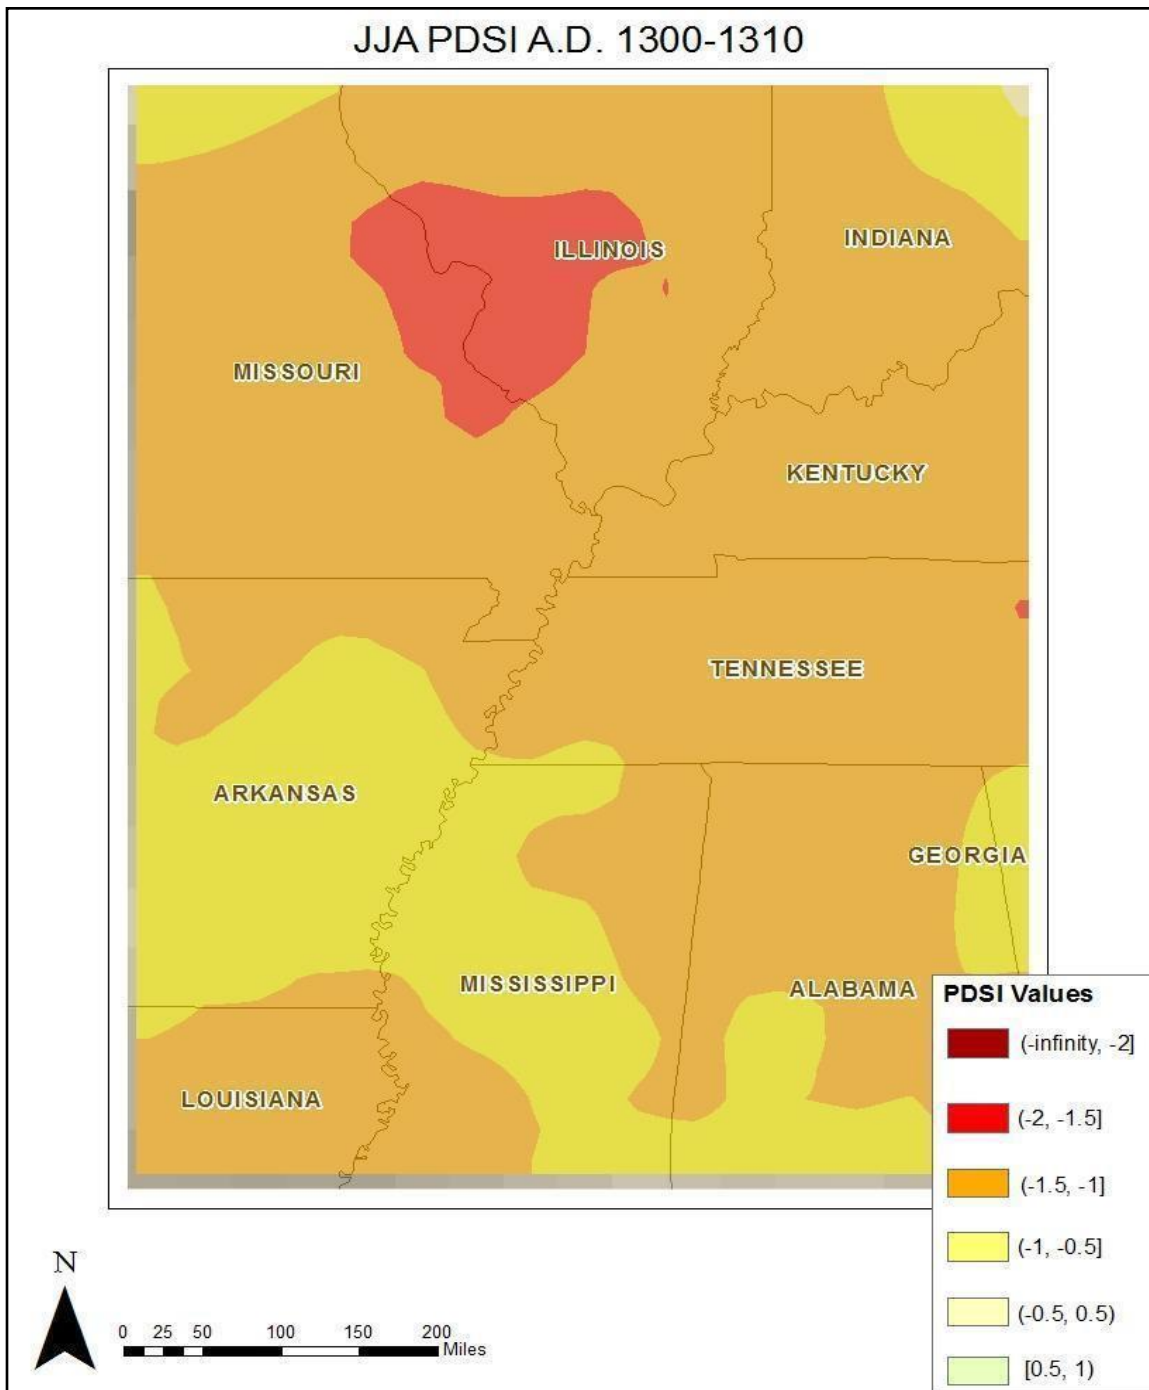 JJA PDSI A.D. 1300-1310
ILLINOIS
INDIANA
MISSOURI
KENTUCKY
TENNESSEE
ARKANSAS
GEORGIA
MISSISSIPPI
ALABAMA
LOUISIANA
PDSI Values
(-infinity, -2]
(-2, -1.5]
(-1.5, -1]
(-1, -0.5]
(-0.5, 0.5)
[0.5, 1)
N
0 25 50 100 150 200
Miles